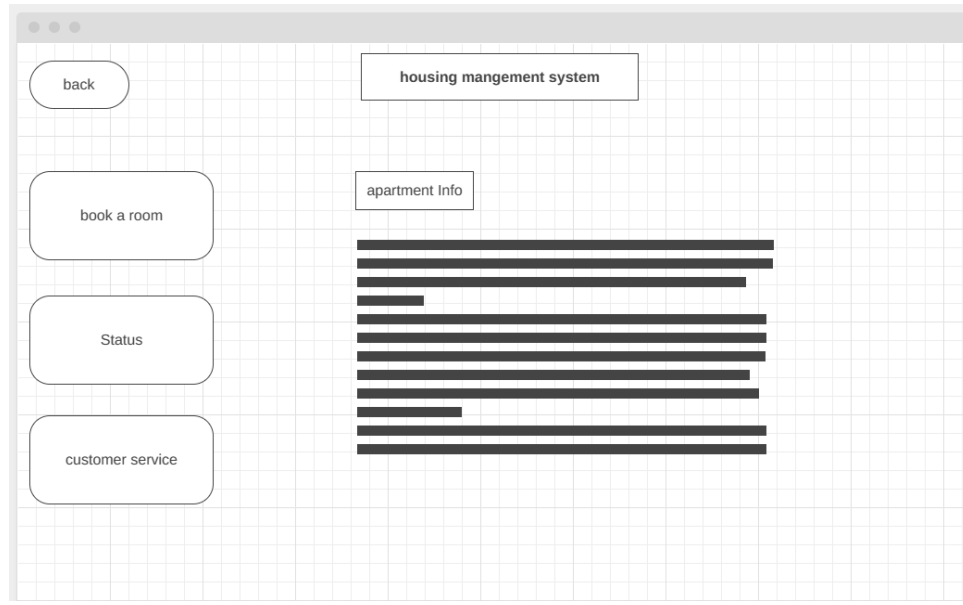 back
housing mangement system
book a room
apartment Info
Status
customer service